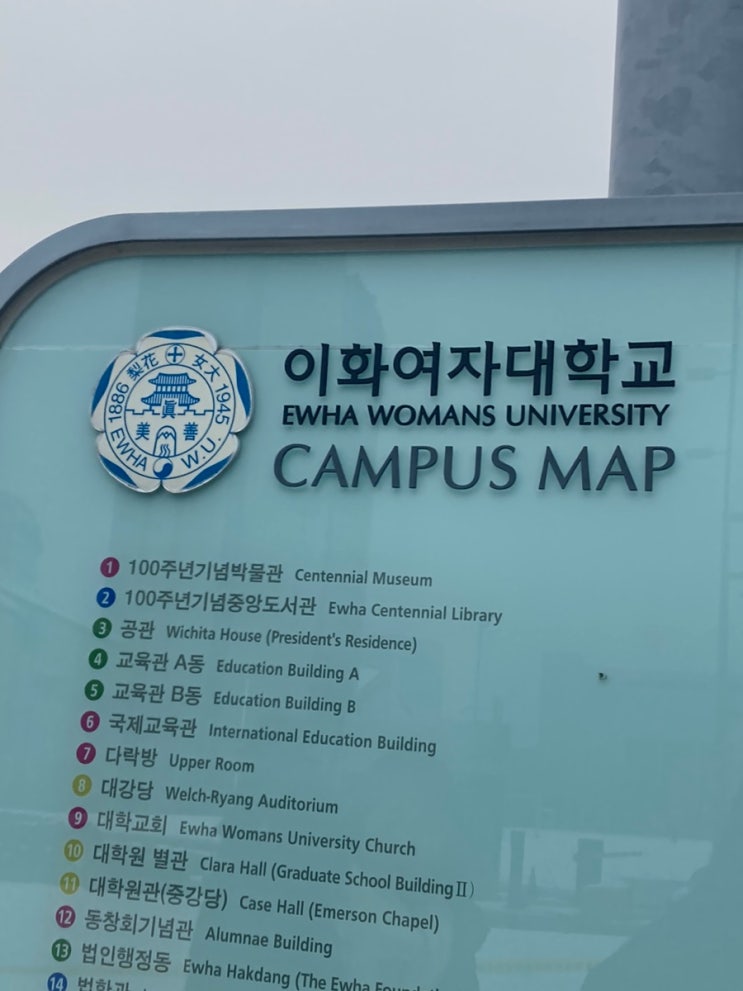 梨花 女大
1886 1945
眞
美 善
EWHA W.U.
이화여자대학교
EWHA WOMANS UNIVERSITY
CAMPUS MAP
1 100주년기념박물관 Centennial Museum
2 100주년기념중앙도서관 Ewha Centennial Library
3 공관 Wichita House (President's Residence)
4 교육관 A동 Education Building A
5 교육관 B동 Education Building B
6 국제교육관 International Education Building
7 다락방 Upper Room
8 대강당 Welch-Ryang Auditorium
9 대학교회 Ewha Womans University Church
10 대학원 별관 Clara Hall (Graduate School Building Ⅱ)
11 대학원관(중강당) Case Hall (Emerson Chapel)
12 동창회기념관 Alumnae Building
13 법인행정동 Ewha Hakdang (The Ewha
14